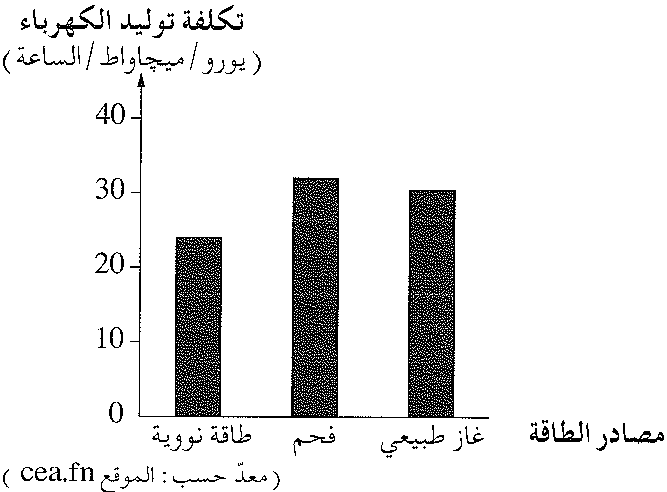 تكلفة توليد الكهرباء
(يورو/ميچاواط/الساعة)
40
30
20
10
0
طاقة نووية
فحم
غاز طبيعي
مصادر الطاقة
(معدّ حسب: الموقع cea.fn)